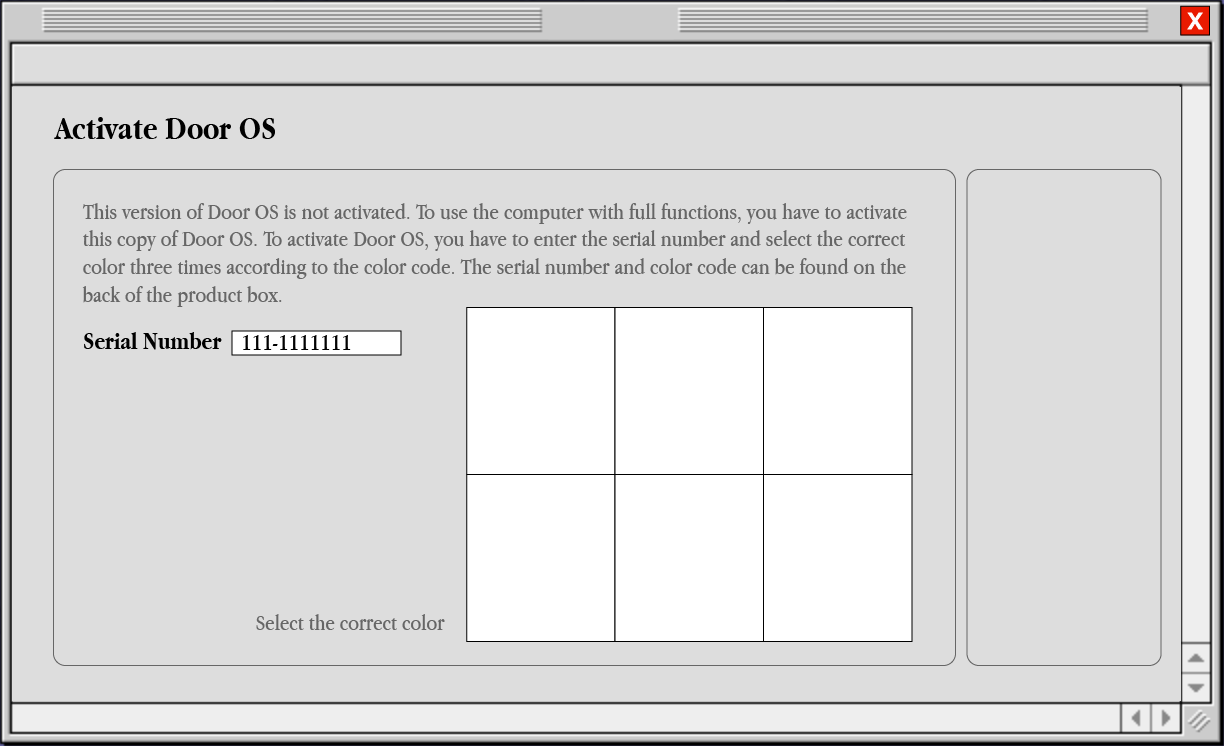 X
Activate Door OS
This version of Door OS is not activated. To use the computer with full functions, you have to activate
this copy of Door OS. To activate Door OS, you have to enter the serial number and select the correct
color three times according to the color code. The serial number and color code can be found on the
back of the product box.
Serial Number 111-1111111
Select the correct color